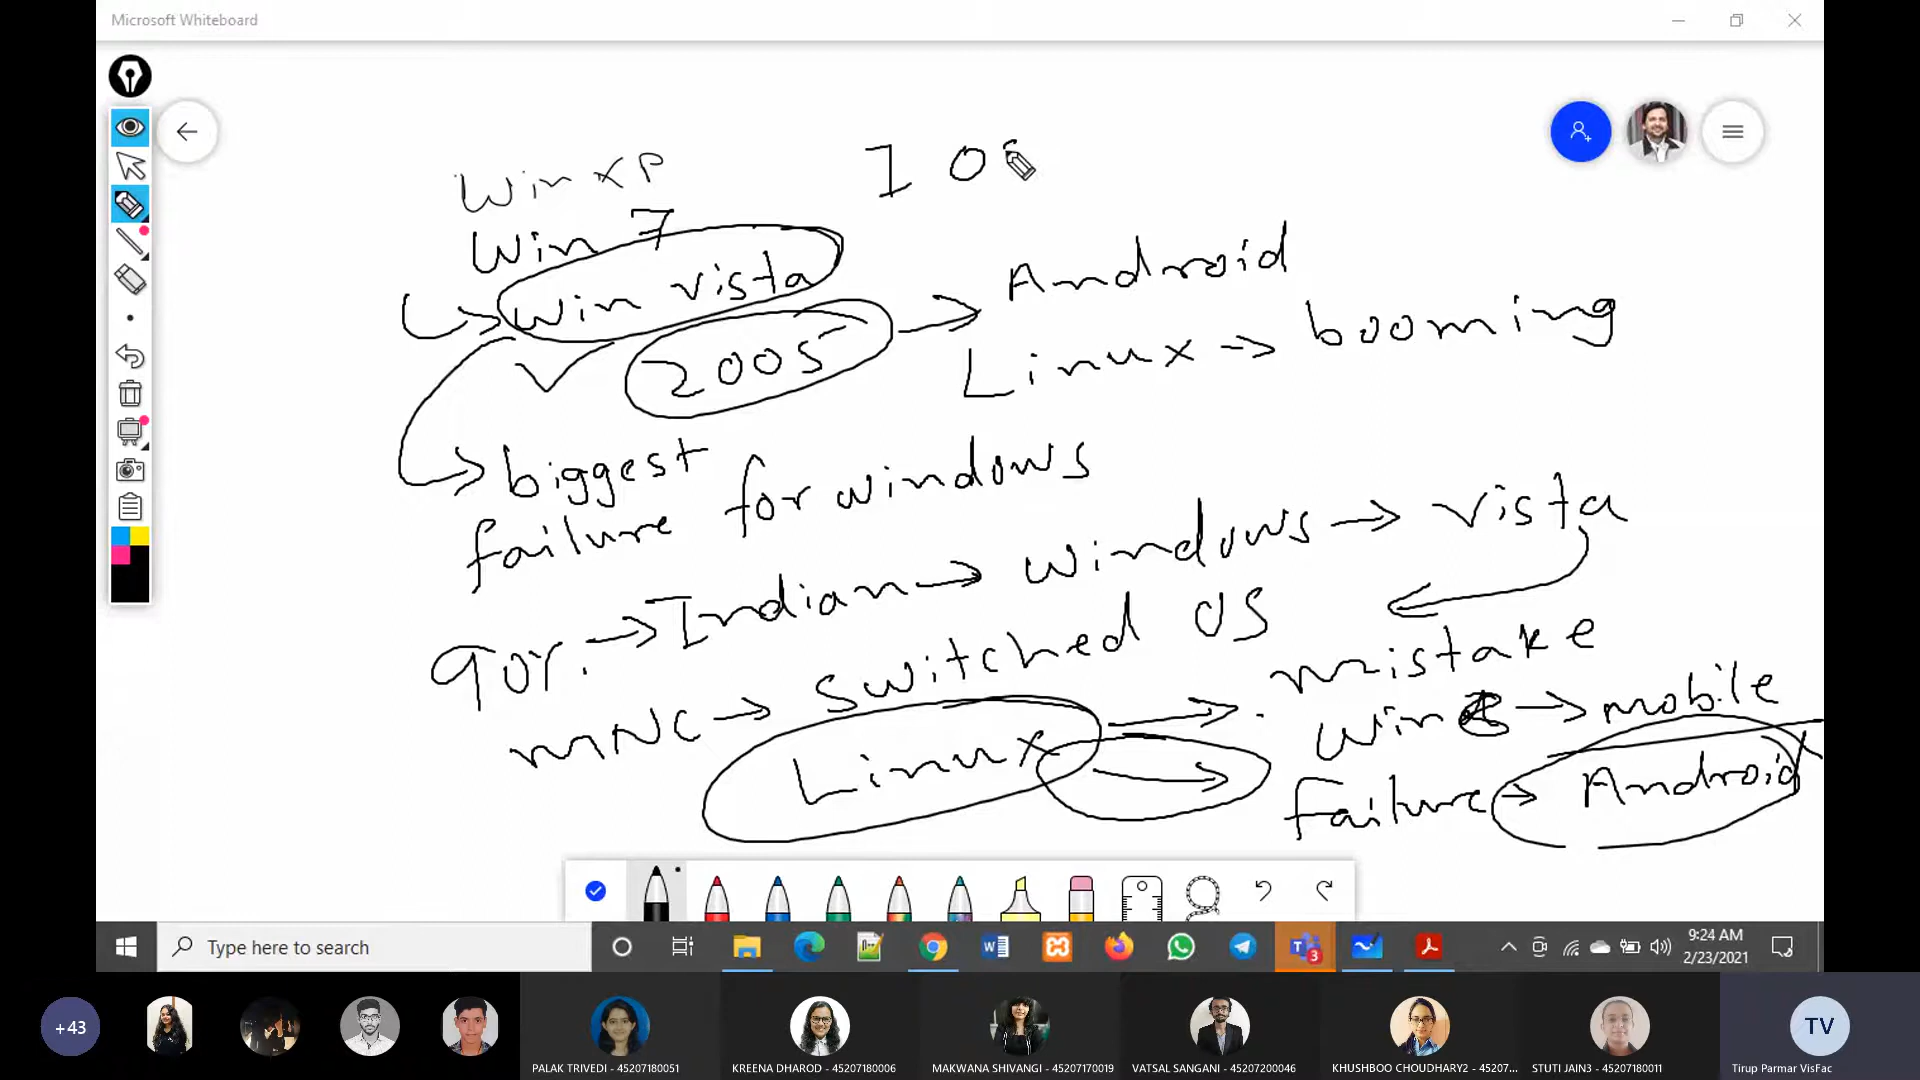 Microsoft Whiteboard
Win XP
I OS
Win 7
Win Vista
Android
2005
Linux → booming
→ biggest
failure for windows
90% → Indian → Windows → Vista
MNC → Switched OS
mistake
Linux
Win 8 → mobile
failure → Android
Type here to search
3
9:24 AM
2/23/2021
+43
TV
PALAK TRIVEDI - 45207180051
KREENA DHAROD - 45207180006
MAKWANA SHIVANGI - 45207170019
VATSAL SANGANI - 45207200046
KHUSHBOO CHOUDHARY2 - 45207...
STUTI JAIN3 - 45207180011
Tirup Parmar VisFac